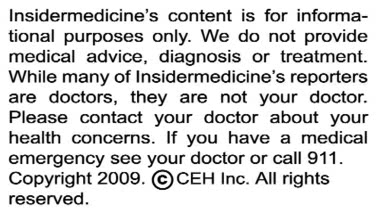 Insidermedicine's content is for informa-
tional purposes only. We do not provide
medical advice, diagnosis or treatment.
While many of Insidermedicine's reporters
are doctors, they are not your doctor.
Please contact your doctor about your
health concerns. If you have a medical
emergency see your doctor or call 911.
Copyright 2009. ©CEH Inc. All rights
reserved.